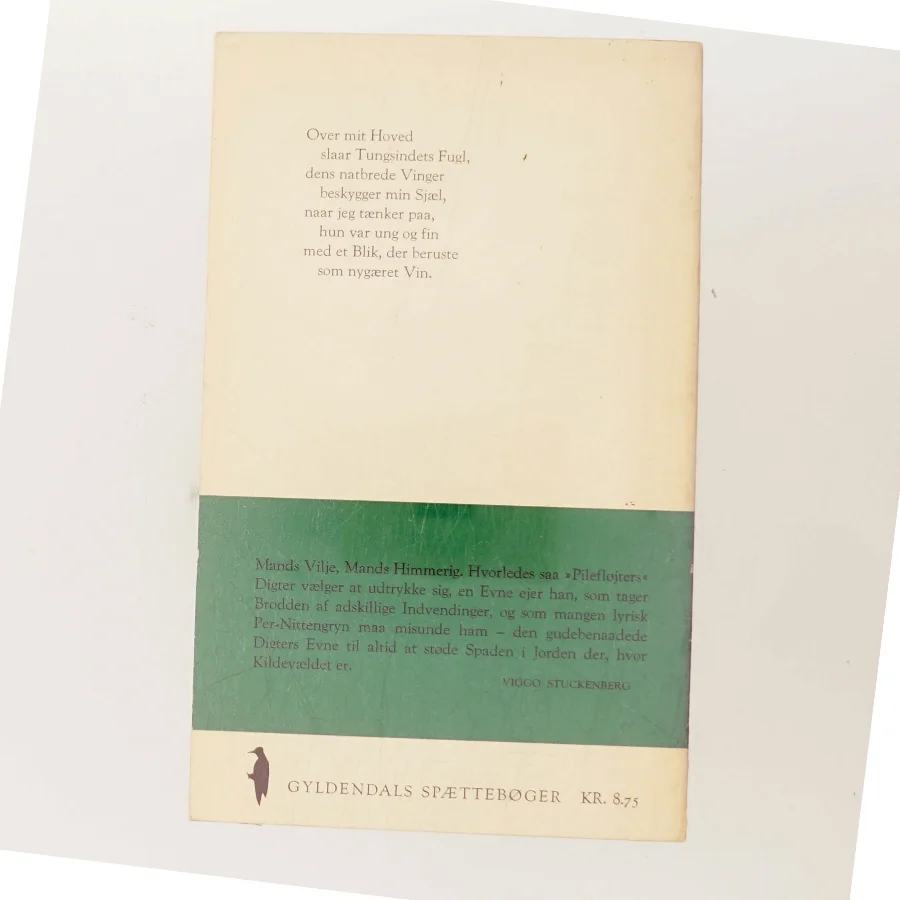 Over mit Hoved
slaar Tungsindets Fugl,
dens natbrede Vinger
beskygger min Sjæl,
naar jeg tænker paa,
hun var ung og fin
med et Blik, der beruste
som nygæret Vin.
Mands Vilje, Mands Himmerig. Hvorledes saa »Pilefløjters«
Digter vælger at udtrykke sig, en Evne ejer han, som tager
Brodden af adskillige Indvendinger, og som mangen lyrisk
Per-Nittengryn maa misunde ham – den gudebenaadede
Digters Evne til altid at støde Spaden i Jorden der, hvor
Kildevældet er.
VIGGO STUCKENBERG
GYLDENDALS SPÆTTEBØGER KR. 8.75